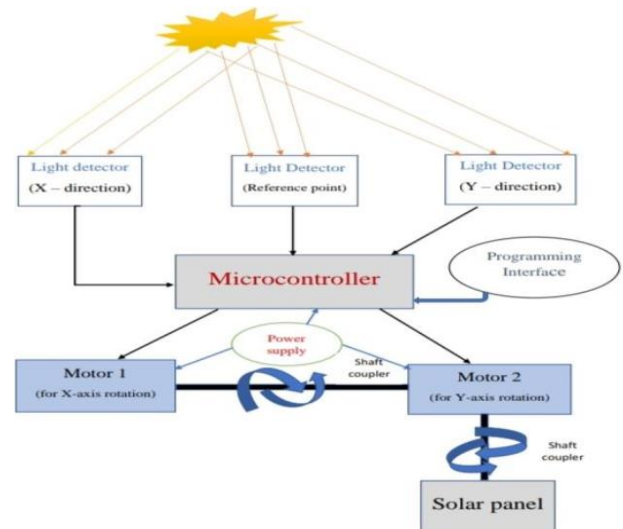 Light detector
(X – direction)
Light Detector
(Reference point)
Light Detector
(Y – direction)
Microcontroller
Programming
Interface
Power
supply
Motor 1
(for X-axis rotation)
Shaft
coupler
Motor 2
(for Y-axis rotation)
Shaft
coupler
Solar panel